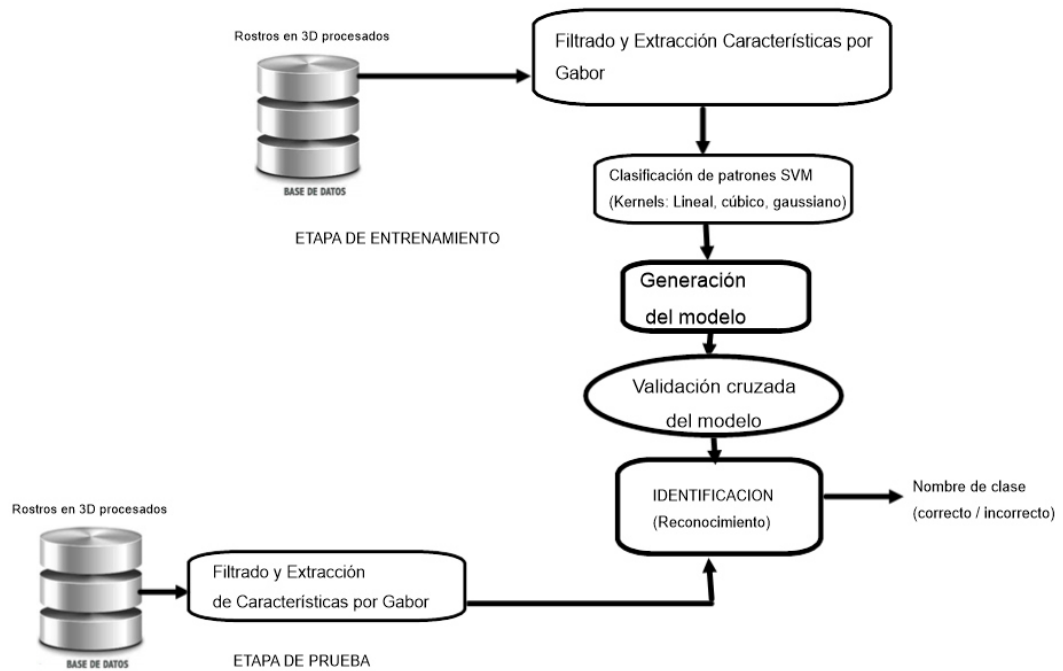 Rostros en 3D procesados
Filtrado y Extracción Características por
Gabor
BASE DE DATOS
Clasificación de patrones SVM
(Kernels: Lineal, cúbico, gaussiano)
ETAPA DE ENTRENAMIENTO
Generación
del modelo
Validación cruzada
del modelo
IDENTIFICACION
(Reconocimiento)
Nombre de clase
(correcto / incorrecto)
Rostros en 3D procesados
Filtrado y Extracción
de Características por Gabor
BASE DE DATOS
ETAPA DE PRUEBA